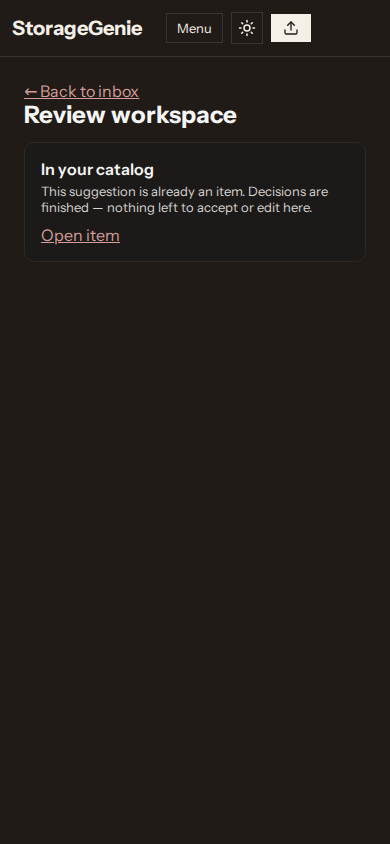 StorageGenie Menu
← Back to inbox
Review workspace
In your catalog
This suggestion is already an item. Decisions are
finished — nothing left to accept or edit here.
Open item